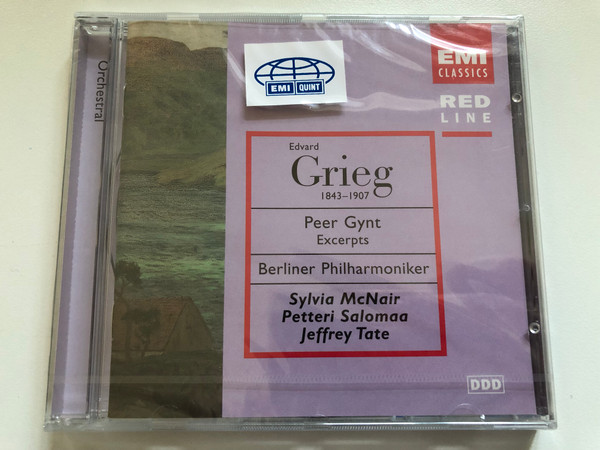 Orchestral
EMI QUINT
EMI
CLASSICS
RED
LINE
Edvard
Grieg
1843–1907
Peer Gynt
Excerpts
Berliner Philharmoniker
Sylvia McNair
Petteri Salomaa
Jeffrey Tate
DDD